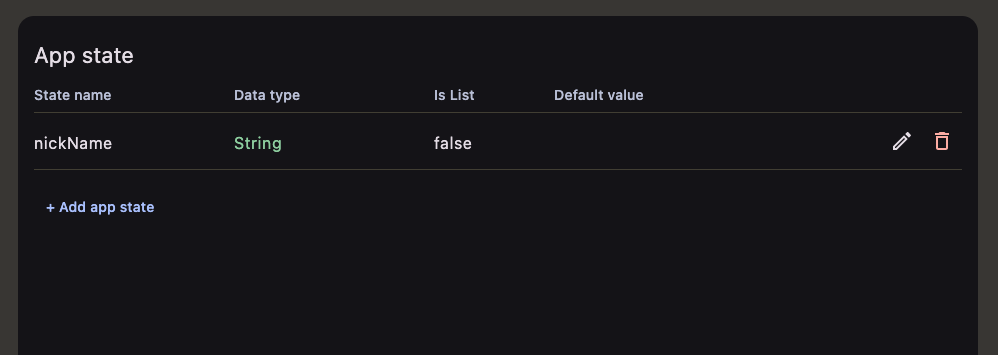 App state
State name Data type Is List Default value
nickName String false
+ Add app state